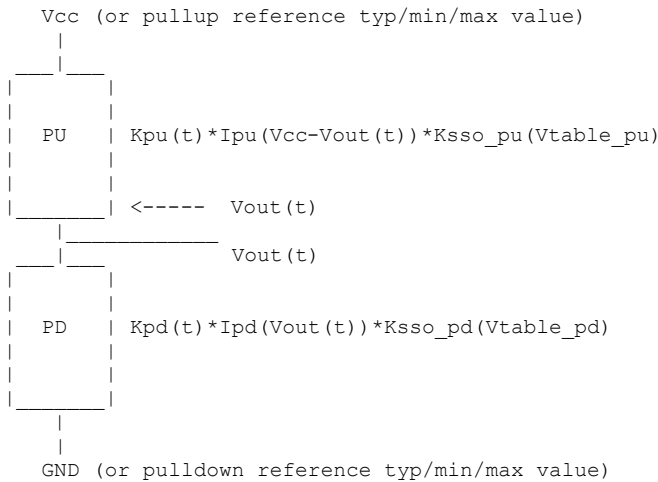 Vcc (or pullup reference typ/min/max value)
PU Kpu(t)*Ipu(Vcc-Vout(t))*Ksso_pu(Vtable_pu)
<----- Vout(t)
Vout(t)
PD Kpd(t)*Ipd(Vout(t))*Ksso_pd(Vtable_pd)
GND (or pulldown reference typ/min/max value)